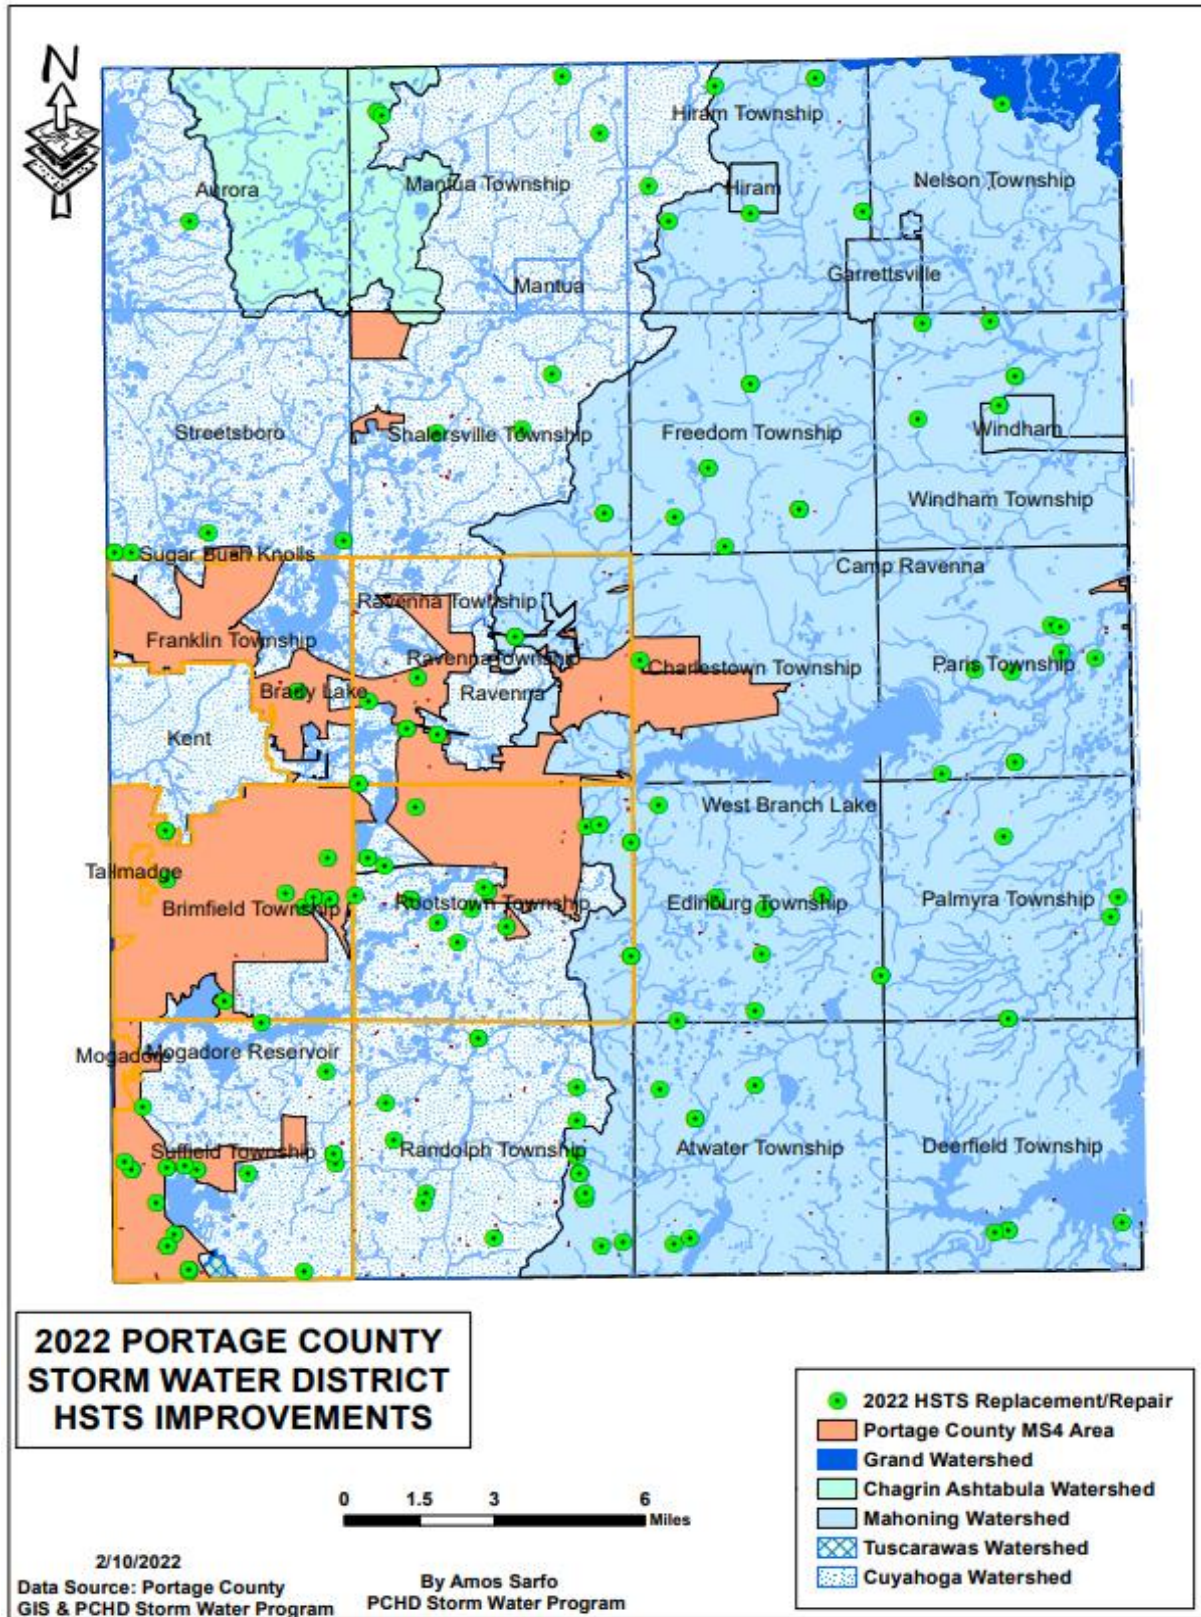 N
Hiram Township
Aurora
Mantua Township
Hiram
Nelson Township
Mantua
Garrettsville
Streetsboro
Shalersville Township
Freedom Township
Windham
Windham Township
Sugar Bush Knolls
Camp Ravenna
Ravenna Township
Franklin Township
Ravenna Township
Charlestown Township
Paris Township
Brady Lake
Ravenna
Kent
West Branch Lake
Tallmadge
Brimfield Township
Rootstown Township
Edinburg Township
Palmyra Township
Mogadore
Mogadore Reservoir
Suffield Township
Randolph Township
Atwater Township
Deerfield Township
2022 PORTAGE COUNTY
STORM WATER DISTRICT
HSTS IMPROVEMENTS
2022 HSTS Replacement/Repair
Portage County MS4 Area
Grand Watershed
Chagrin Ashtabula Watershed
Mahoning Watershed
Tuscarawas Watershed
Cuyahoga Watershed
0 1.5 3 6
Miles
2/10/2022
Data Source: Portage County
GIS & PCHD Storm Water Program
By Amos Sarfo
PCHD Storm Water Program